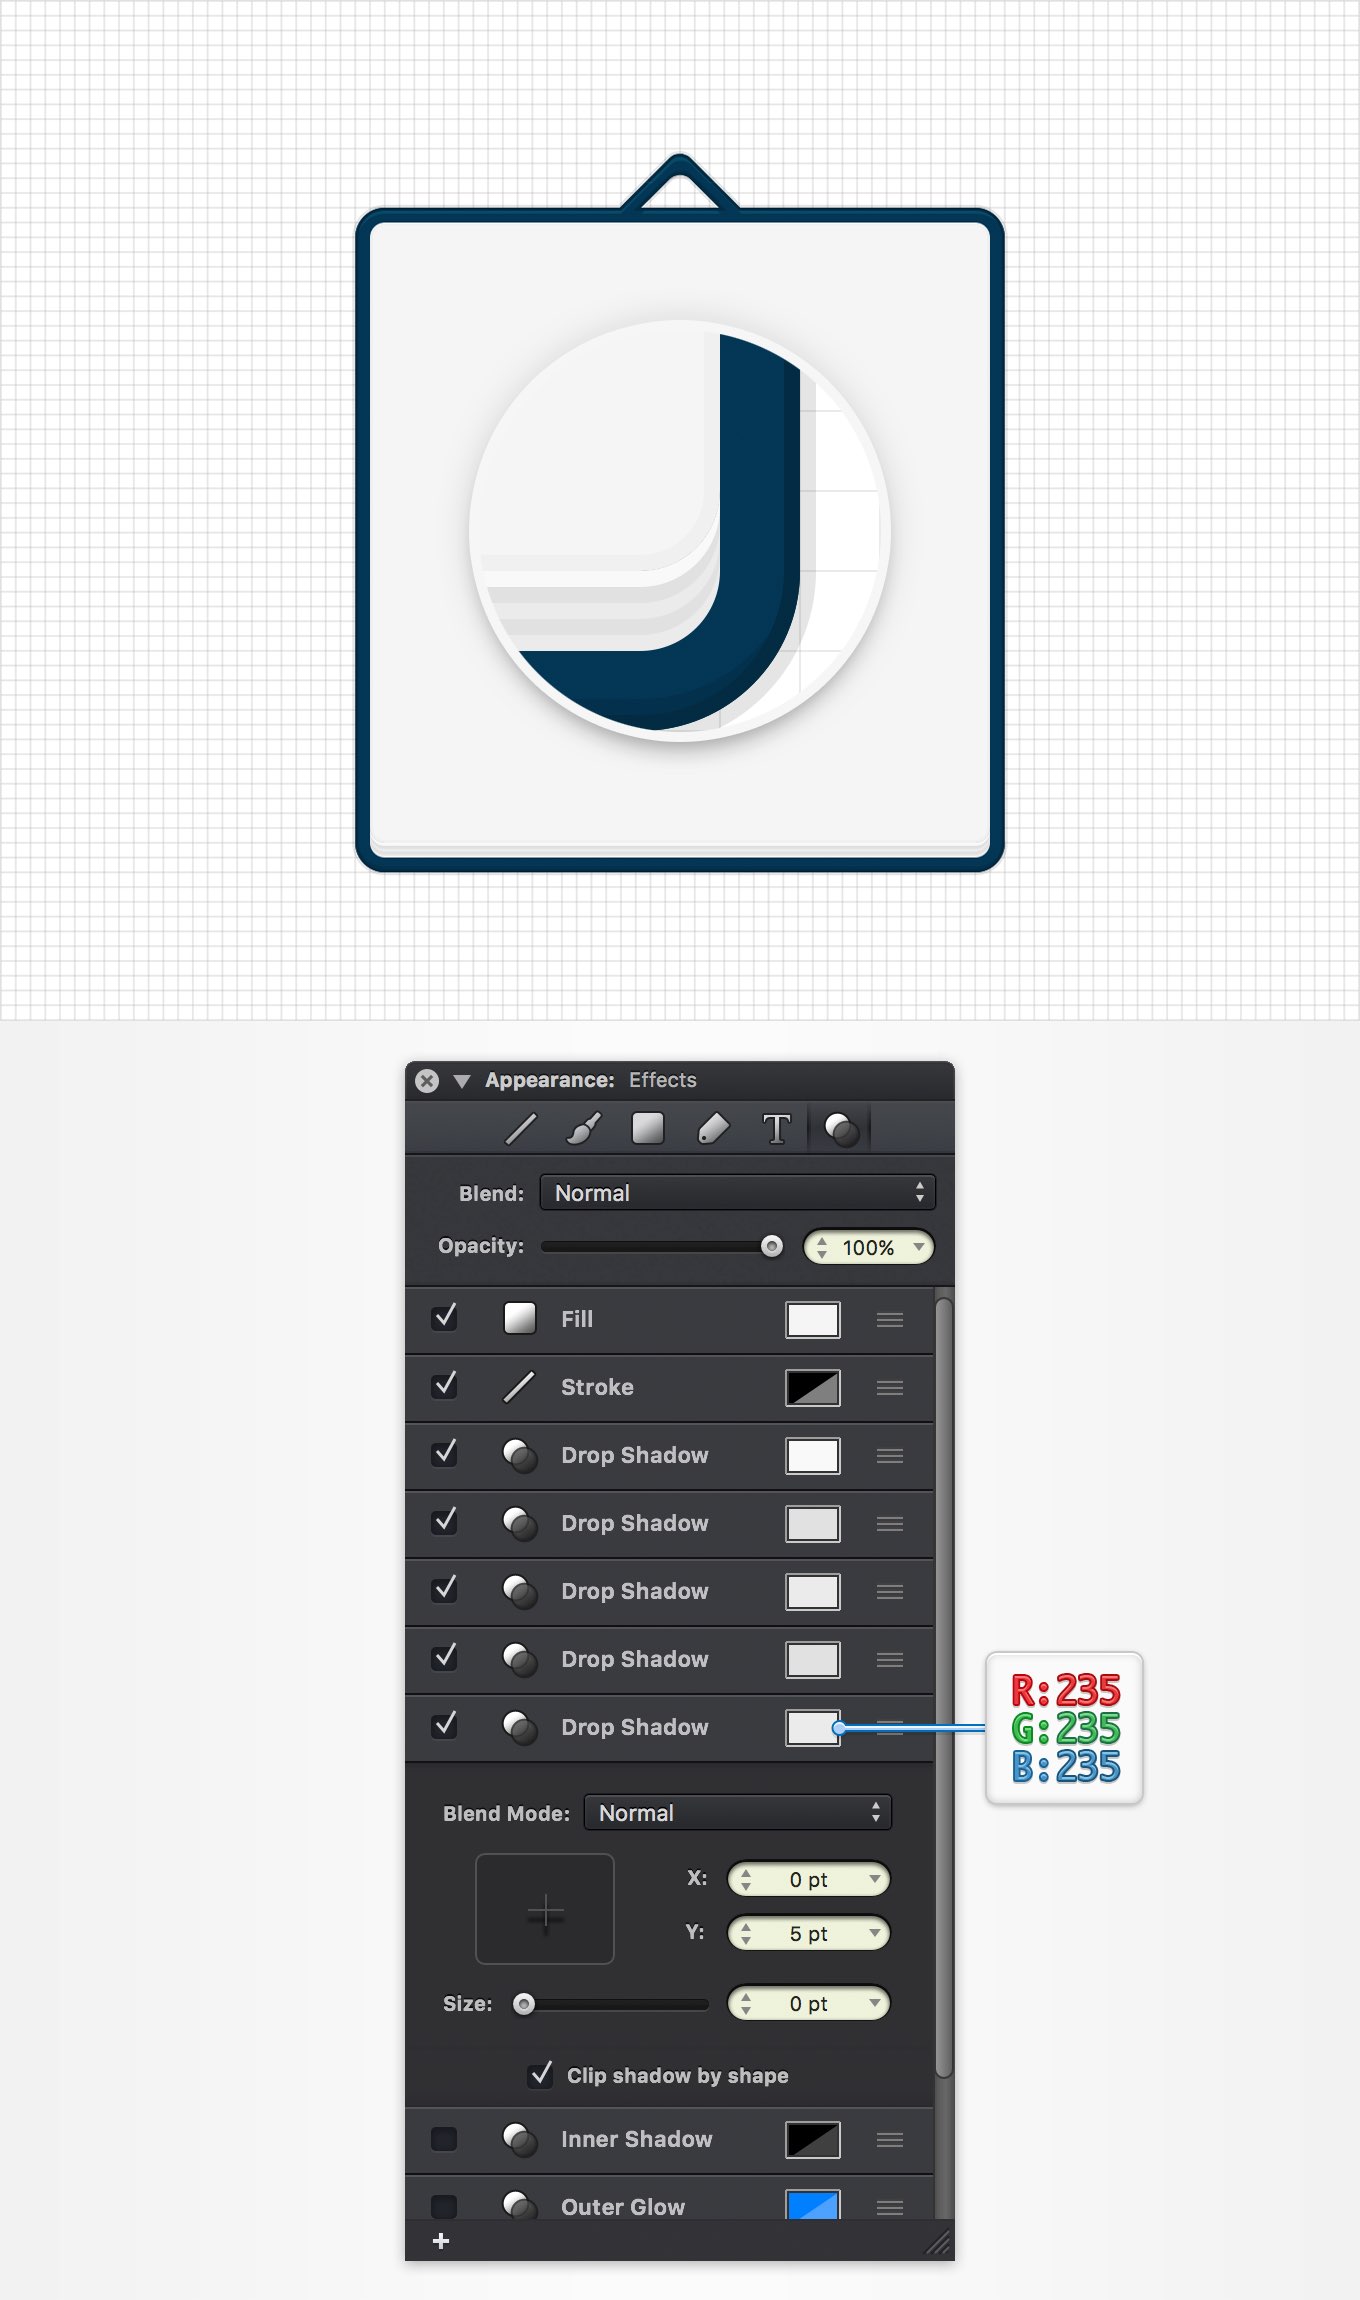 Appearance: Effects
Blend: Normal
Opacity: 100%
Fill
Stroke
Drop Shadow
Drop Shadow
Drop Shadow
Drop Shadow
Drop Shadow
R:235
G:235
B:235
Blend Mode: Normal
X: 0 pt
Y: 5 pt
Size: 0 pt
Clip shadow by shape
Inner Shadow
Outer Glow